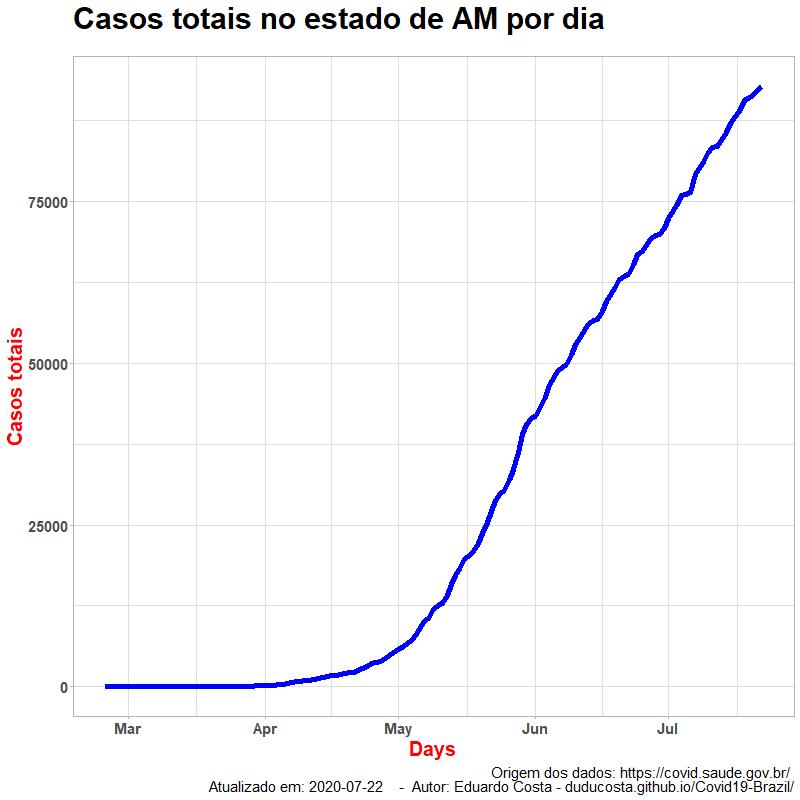 Casos totais no estado de AM por dia
Casos totais
75000
50000
25000
0
Mar Apr May Jun Jul
Days
Origem dos dados: https://covid.saude.gov.br/
Atualizado em: 2020-07-22 - Autor: Eduardo Costa - duducosta.github.io/Covid19-Brazil/